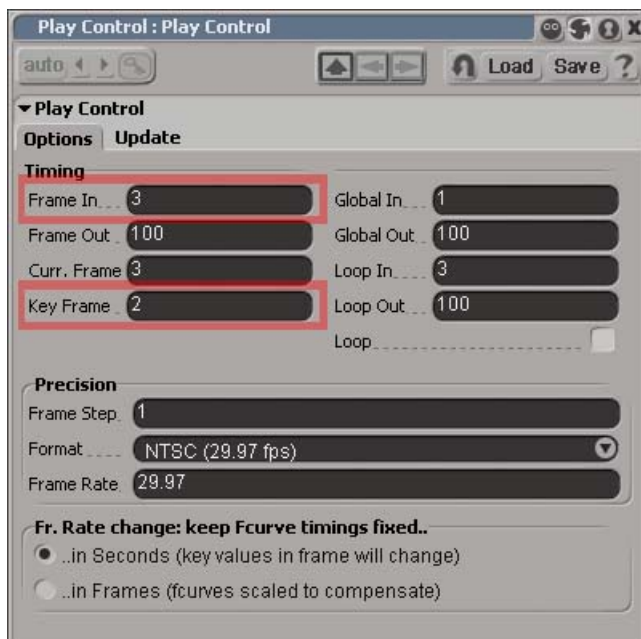 Play Control : Play Control
auto
Load Save ?
Play Control
Options Update
Timing
Frame In 3
Global In 1
Frame Out 100
Global Out 100
Curr. Frame 3
Loop In 3
Key Frame 2
Loop Out 100
Loop
Precision
Frame Step 1
Format NTSC (29.97 fps)
Frame Rate 29.97
Fr. Rate change: keep Fcurve timings fixed..
..in Seconds (key values in frame will change)
..in Frames (fcurves scaled to compensate)